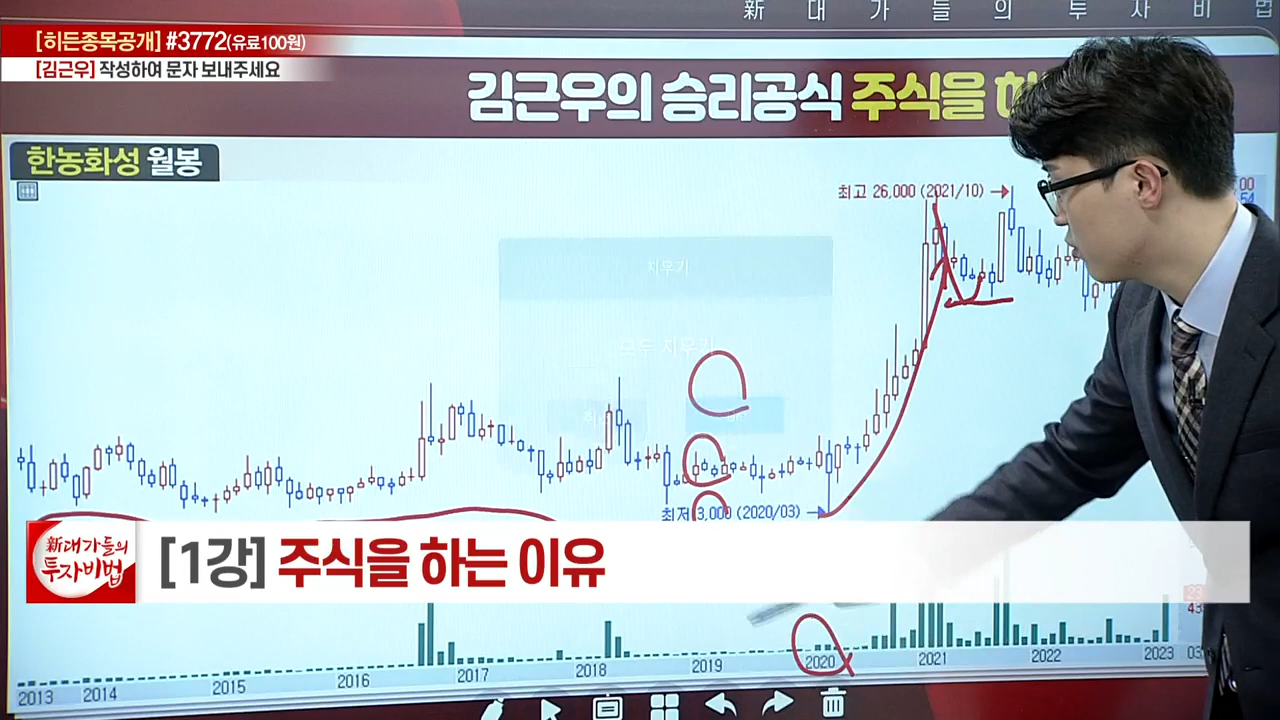 新 대 가 들 의 투 자 비 법
[히든종목공개] #3772(유료100원)
[김근우] 작성하여 문자 보내주세요
김근우의 승리공식 주식을 하
한농화성 월봉
최고 26,000 (2021/10)
지우기
모두 지우기
최저 3,000 (2020/03)
新대가들의
투자비법
[1강] 주식을 하는 이유
2013 2014 2015 2016 2017 2018 2019 2020 2021 2022 2023